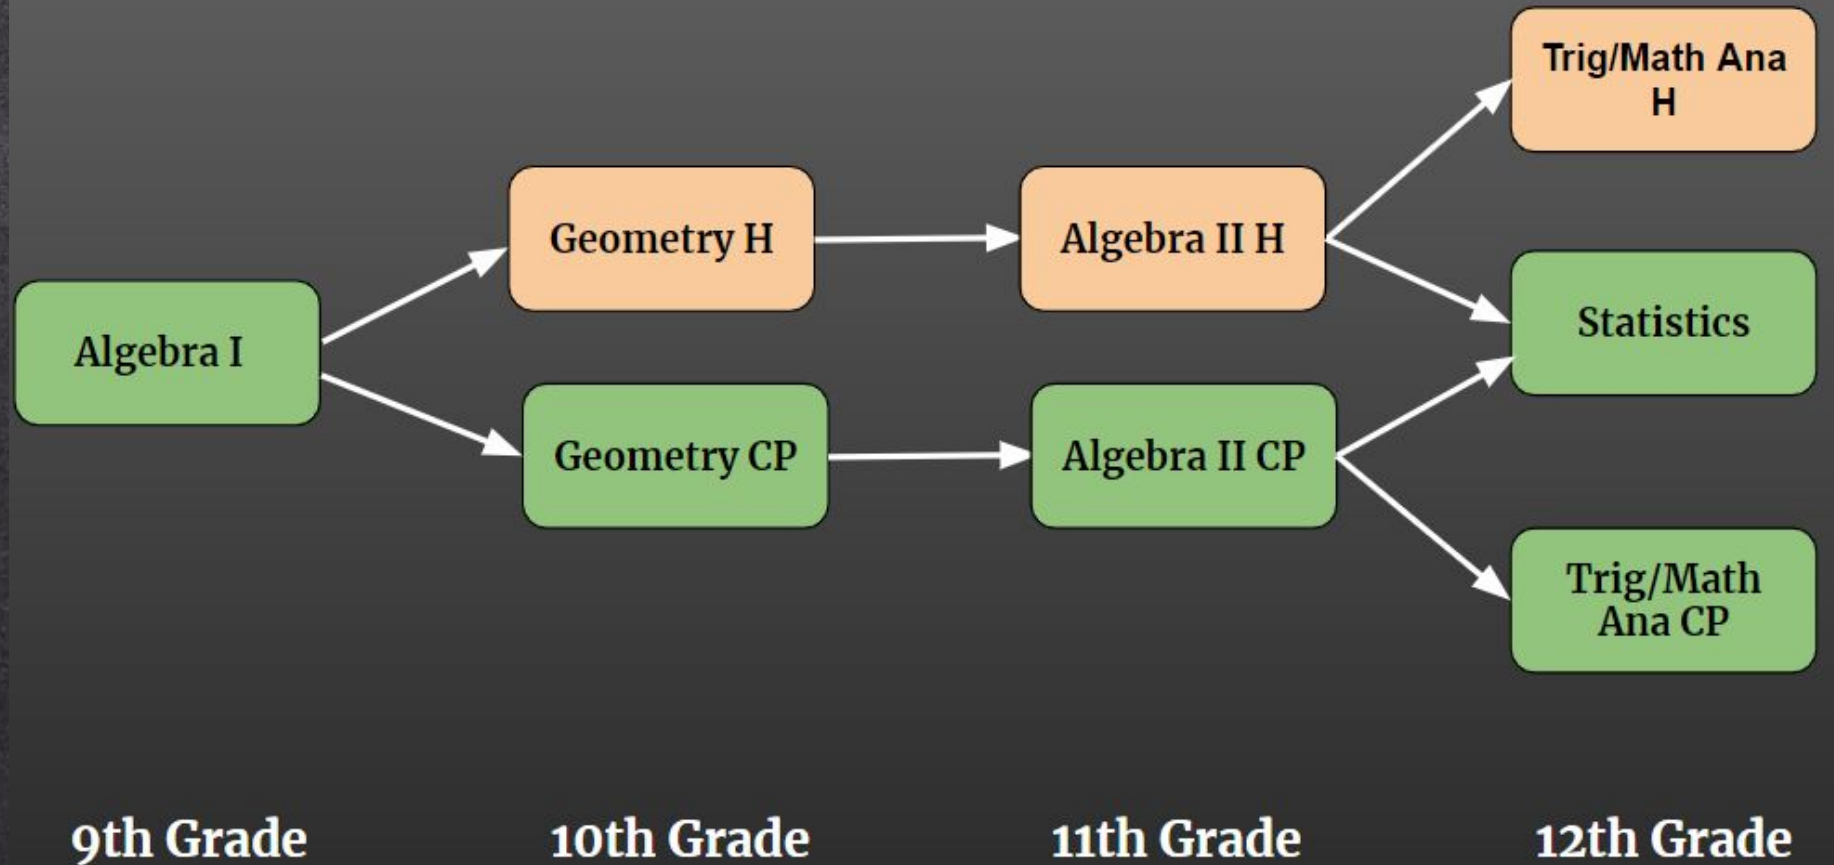 Trig/Math Ana
H
Geometry H
Algebra II H
Algebra I
Statistics
Geometry CP
Algebra II CP
Trig/Math
Ana CP
9th Grade
10th Grade
11th Grade
12th Grade